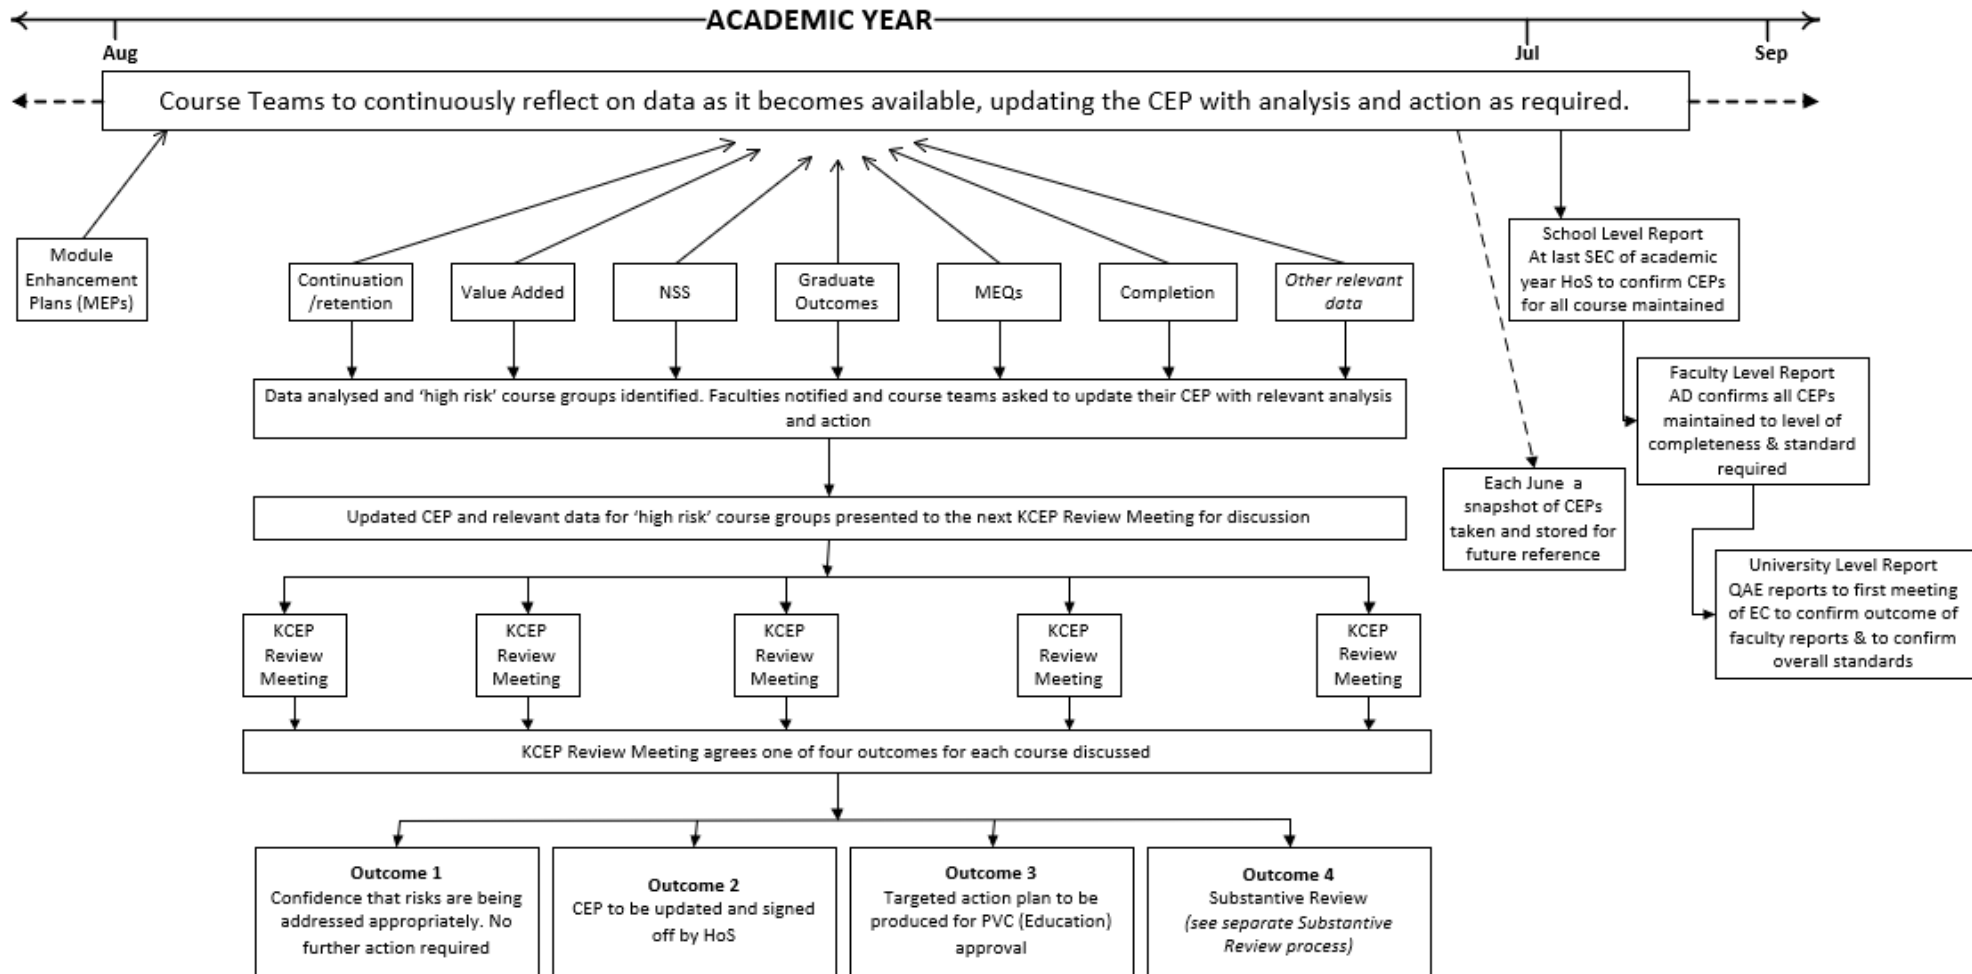 ACADEMIC YEAR
Aug
Jul
Sep
Course Teams to continuously reflect on data as it becomes available, updating the CEP with analysis and action as required.
Module
Enhancement
Plans (MEPs)
Continuation
/retention
Value Added
NSS
Graduate
Outcomes
MEQs
Completion
Other relevant
data
School Level Report
At last SEC of academic
year HoS to confirm CEPs
for all course maintained
Data analysed and ‘high risk’ course groups identified. Faculties notified and course teams asked to update their CEP with relevant analysis
and action
Faculty Level Report
AD confirms all CEPs
maintained to level of
completeness & standard
required
Each June a
snapshot of CEPs
taken and stored for
future reference
Updated CEP and relevant data for ‘high risk’ course groups presented to the next KCEP Review Meeting for discussion
University Level Report
QAE reports to first meeting
of EC to confirm outcome of
faculty reports & to confirm
overall standards
KCEP
Review
Meeting
KCEP
Review
Meeting
KCEP
Review
Meeting
KCEP
Review
Meeting
KCEP
Review
Meeting
KCEP Review Meeting agrees one of four outcomes for each course discussed
Outcome 1
Confidence that risks are being
addressed appropriately. No
further action required
Outcome 2
CEP to be updated and signed
off by HoS
Outcome 3
Targeted action plan to be
produced for PVC (Education)
approval
Outcome 4
Substantive Review
(see separate Substantive
Review process)